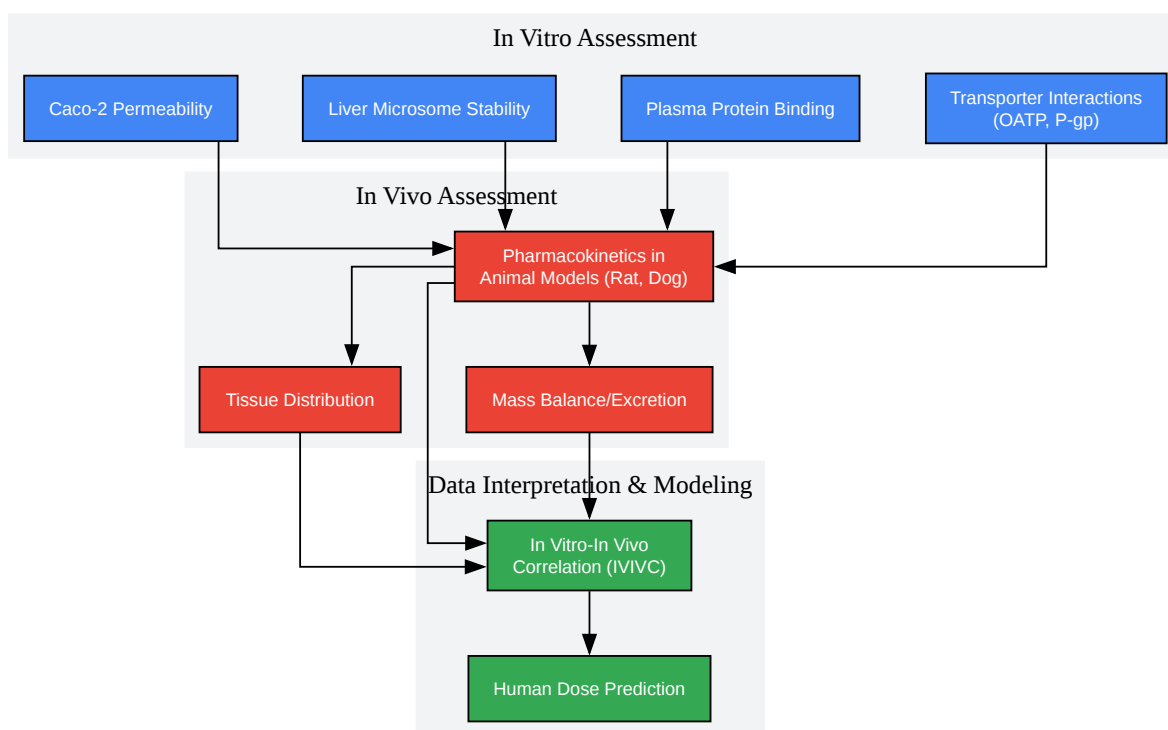 In Vitro Assessment
Caco-2 Permeability
Liver Microsome Stability
Plasma Protein Binding
Transporter Interactions
(OATP, P-gp)
In Vivo Assessment
Pharmacokinetics in
Animal Models (Rat, Dog)
Tissue Distribution
Mass Balance/Excretion
Data Interpretation & Modeling
In Vitro-In Vivo
Correlation (IVIVC)
Human Dose Prediction